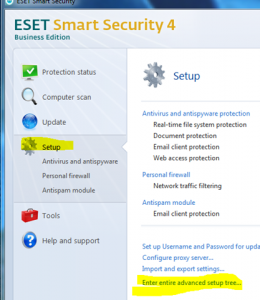 ESET Smart Security
ESET Smart Security 4
Business Edition
Protection status
Computer scan
Update
Setup
Antivirus and antispyware
Personal firewall
Antispam module
Tools
Help and support
Setup
Antivirus and antispyware protection
Real-time file system protection
Document protection
Email client protection
Web access protection
Personal firewall
Network traffic filtering
Antispam module
Email client protection
Set up Username and Password for upda
Configure proxy server...
Import and export settings...
Enter entire advanced setup tree...